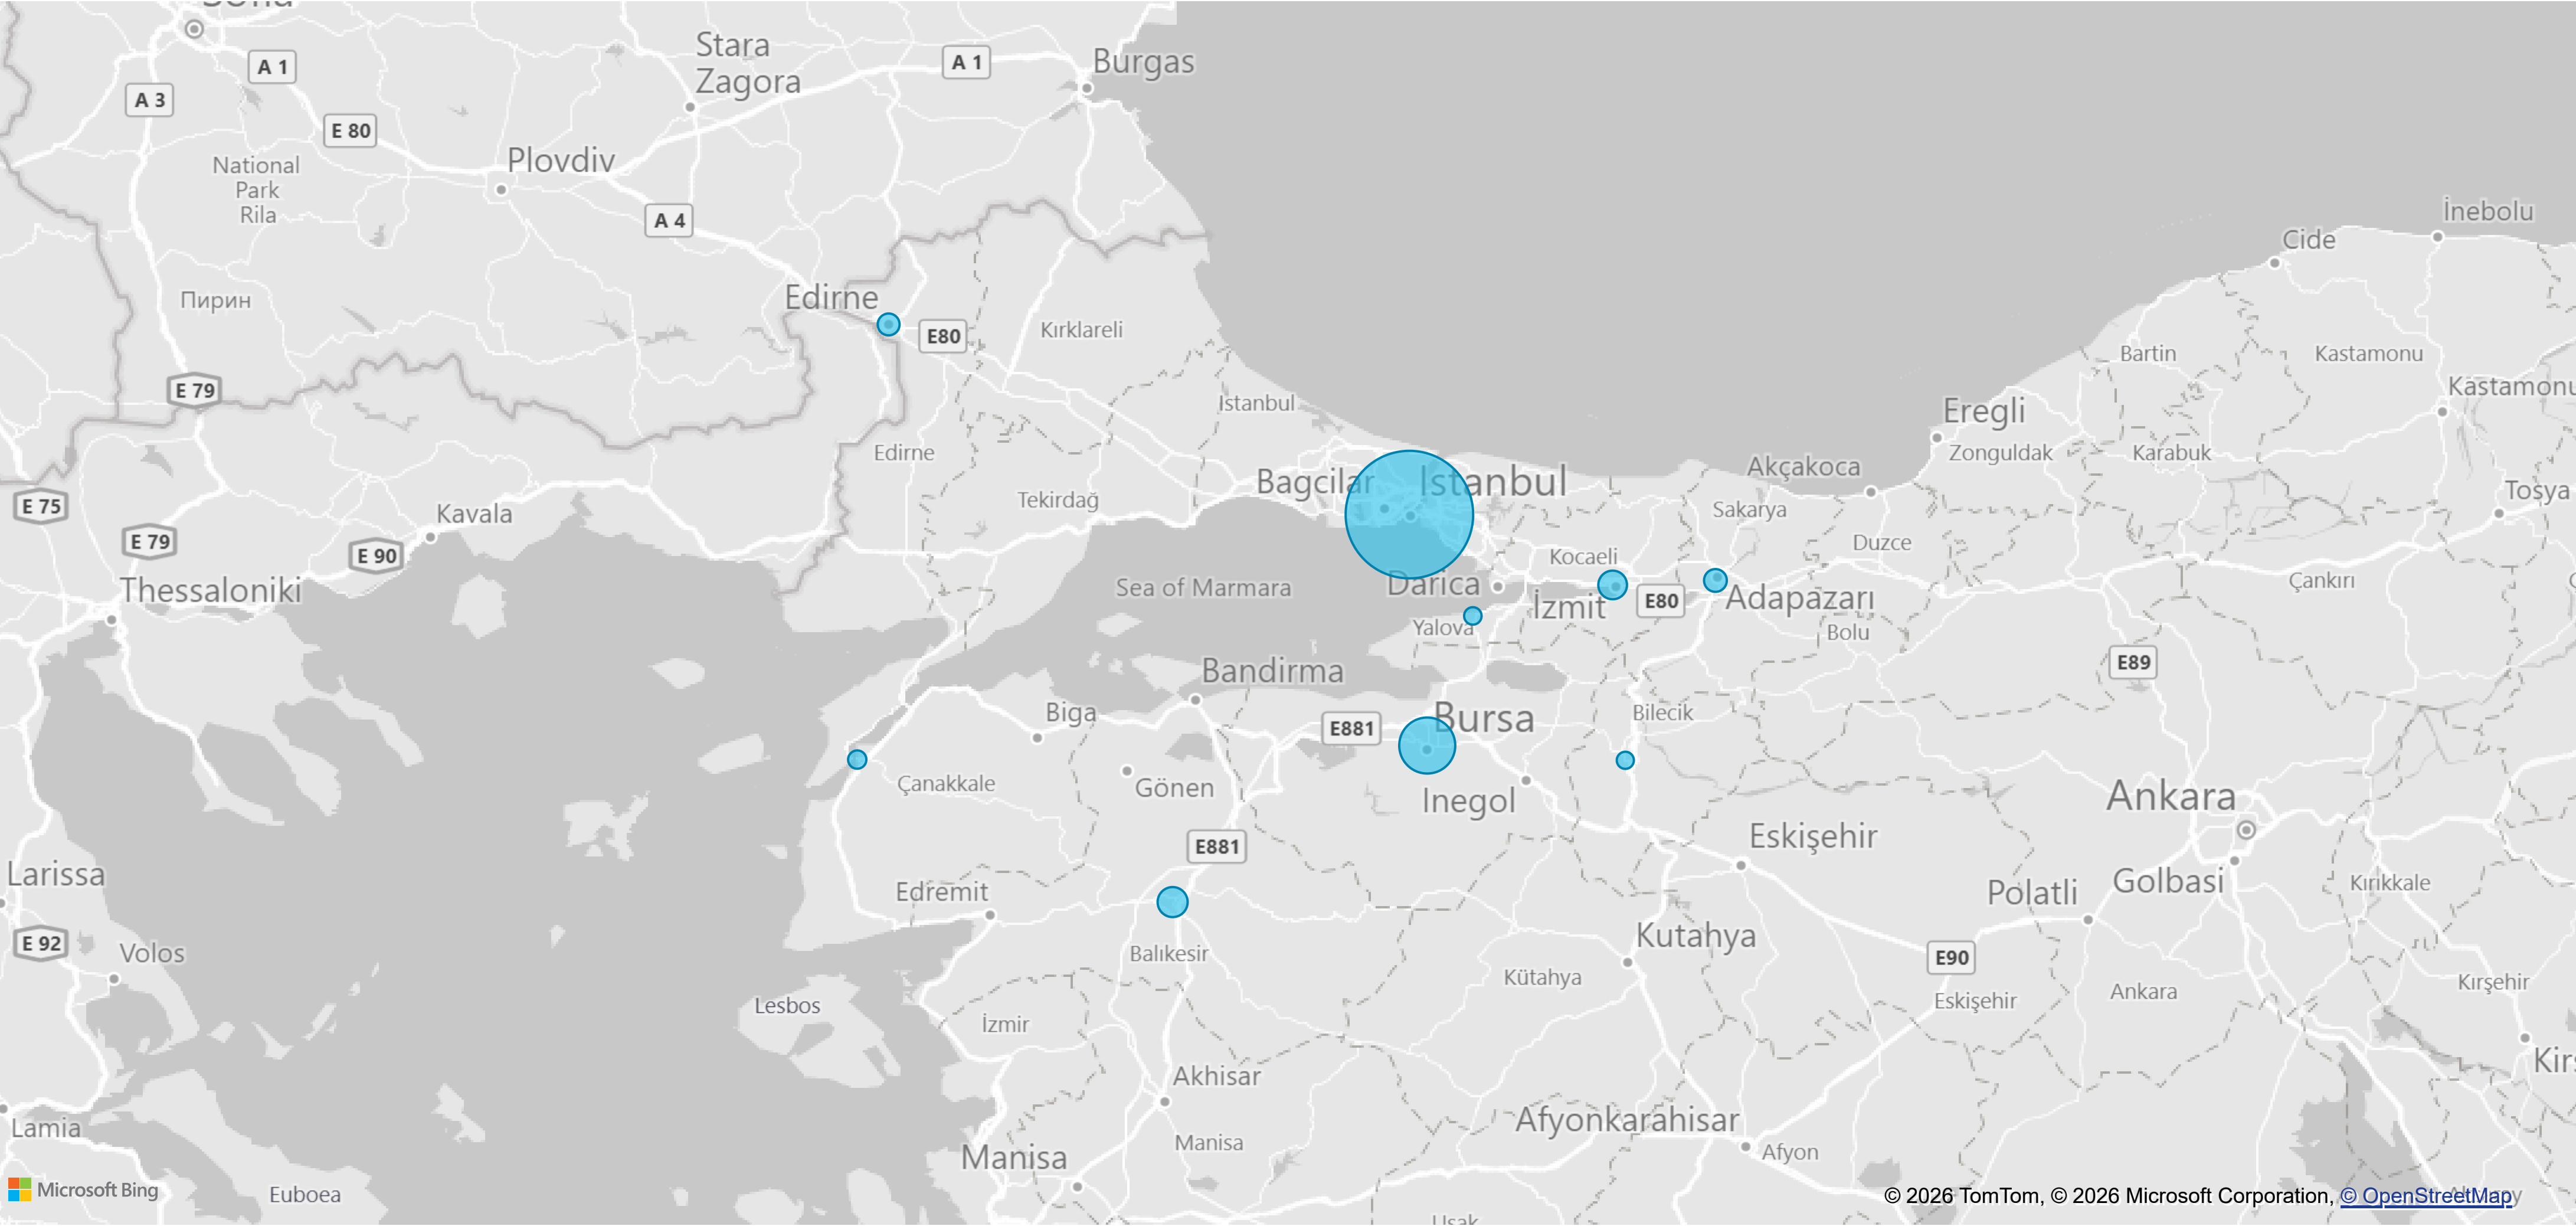 Sofia
A 1
A 3
E 80
Stara
Zagora
A 1
Burgas
National
Park
Rila
Plovdiv
A 4
İnebolu
Cide
Пирин
Edirne
E80
Kırklareli
Bartin
Kastamonu
Kastamonu
E 79
Istanbul
Eregli
Zonguldak
Karabuk
Edirne
Bagcilar
Istanbul
Akçakoca
Tekirdağ
Sakarya
Tosya
E 75
Kavala
E 79
E 90
Duzce
Kocaeli
Thessaloniki
Sea of Marmara
Darica
İzmit
E80
Adapazarı
Çankırı
Yalova
Bolu
E89
Bandirma
Biga
E881
Bursa
Bilecik
Çanakkale
Gönen
Inegol
Ankara
E881
Eskişehir
Larissa
Edremit
Polatli
Golbasi
Kırıkkale
E 92
Volos
Balıkesir
Kutahya
E90
Kütahya
Lesbos
Eskişehir
Ankara
Kırşehir
İzmir
Akhisar
Kırş
Lamia
Afyonkarahisar
Manisa
Manisa
Afyon
Microsoft Bing
Euboea
© 2026 TomTom, © 2026 Microsoft Corporation, © OpenStreetMap
Usak